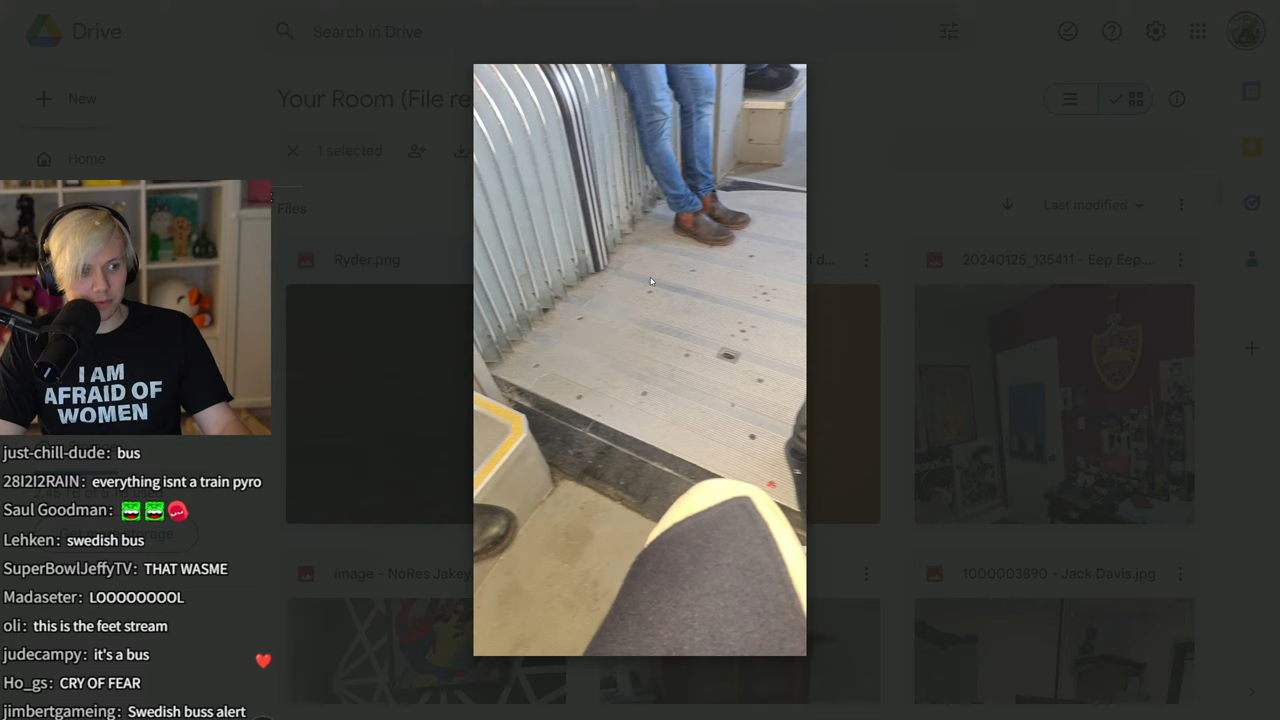 Drive
Search in Drive
New
Your Room (File re
Home
1 selected
Files
Last modified
Ryder.png
20240125_135411 - Eep Eep....
I AM
AFRAID OF
WOMEN
just-chill-dude: bus
28I2I2RAIN: everything isnt a train pyro
Saul Goodman:
Lehken: swedish bus
SuperBowlJeffyTV: THAT WASME
image - NoRes Jakey
1000003890 - Jack Davis.jpg
Madaseter: LOOOOOOOOL
oli: this is the feet stream
judecampy: it's a bus
Ho_gs: CRY OF FEAR
jimbertgameing: Swedish buss alert